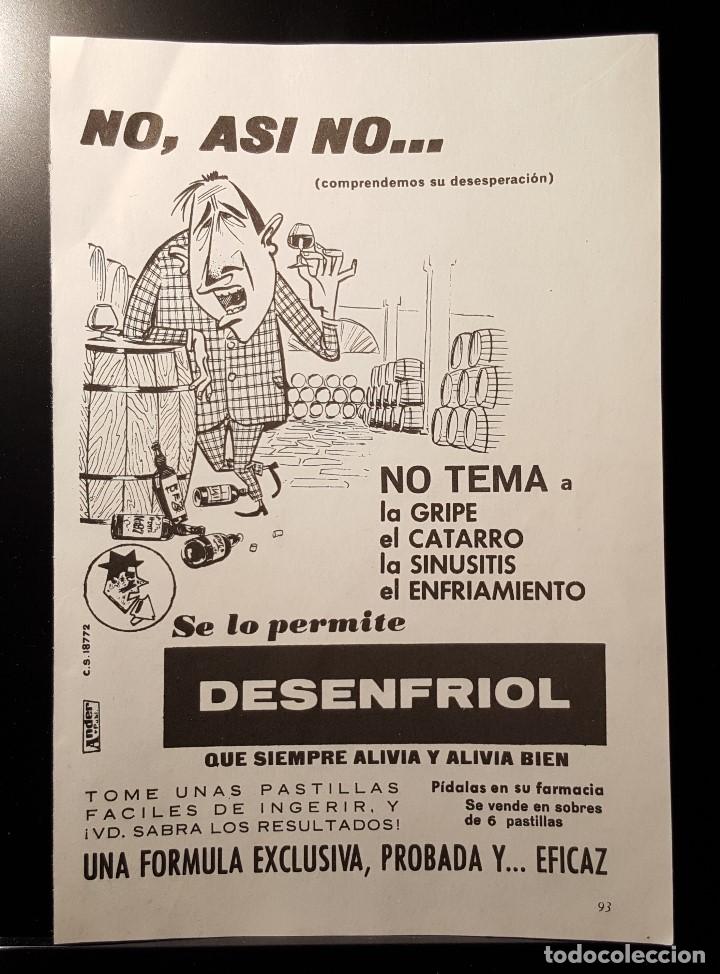 NO, ASI NO...
(comprendemos su desesperación)
NO TEMA a
la GRIPE
el CATARRO
la SINUSITIS
el ENFRIAMIENTO
Se lo permite
C.S. 18772
Ander
DESENFRIOL
QUE SIEMPRE ALIVIA Y ALIVIA BIEN
TOME UNAS PASTILLAS
FACILES DE INGERIR, Y
¡VD. SABRA LOS RESULTADOS!
Pídalas en su farmacia
Se vende en sobres
de 6 pastillas
UNA FORMULA EXCLUSIVA, PROBADA Y... EFICAZ
93
todocoleccion